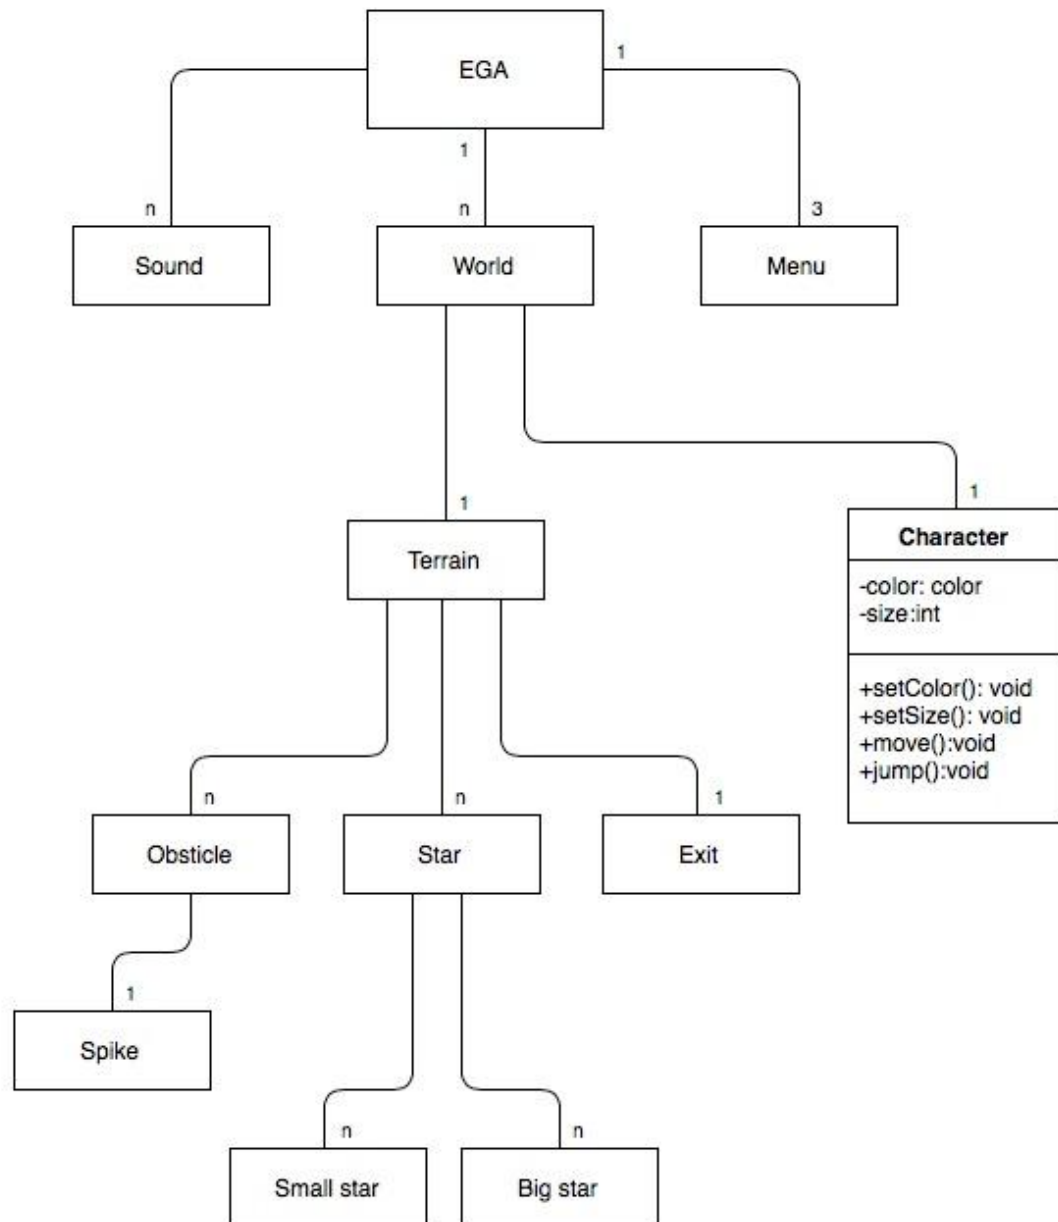 EGA
1
1
n
n
3
Sound
World
Menu
1
1
Terrain
Character
-color: color
-size:int
+setColor(): void
+setSize(): void
+move():void
+jump():void
n
n
1
Obsticle
Star
Exit
1
Spike
n
n
Small star
Big star